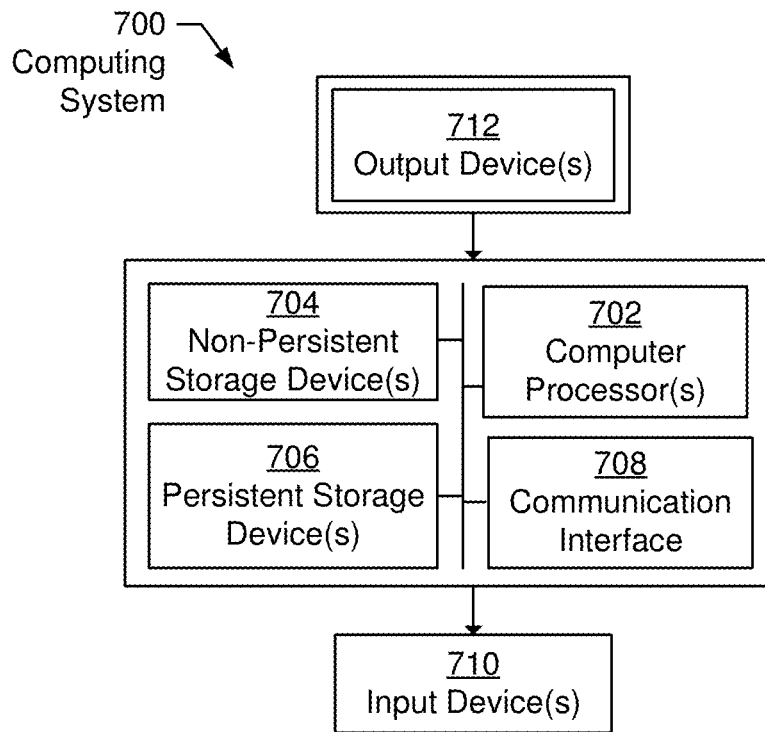 700
Computing
System
712
Output Device(s)
704
Non-Persistent
Storage Device(s)
702
Computer
Processor(s)
706
Persistent Storage
Device(s)
708
Communication
Interface
710
Input Device(s)